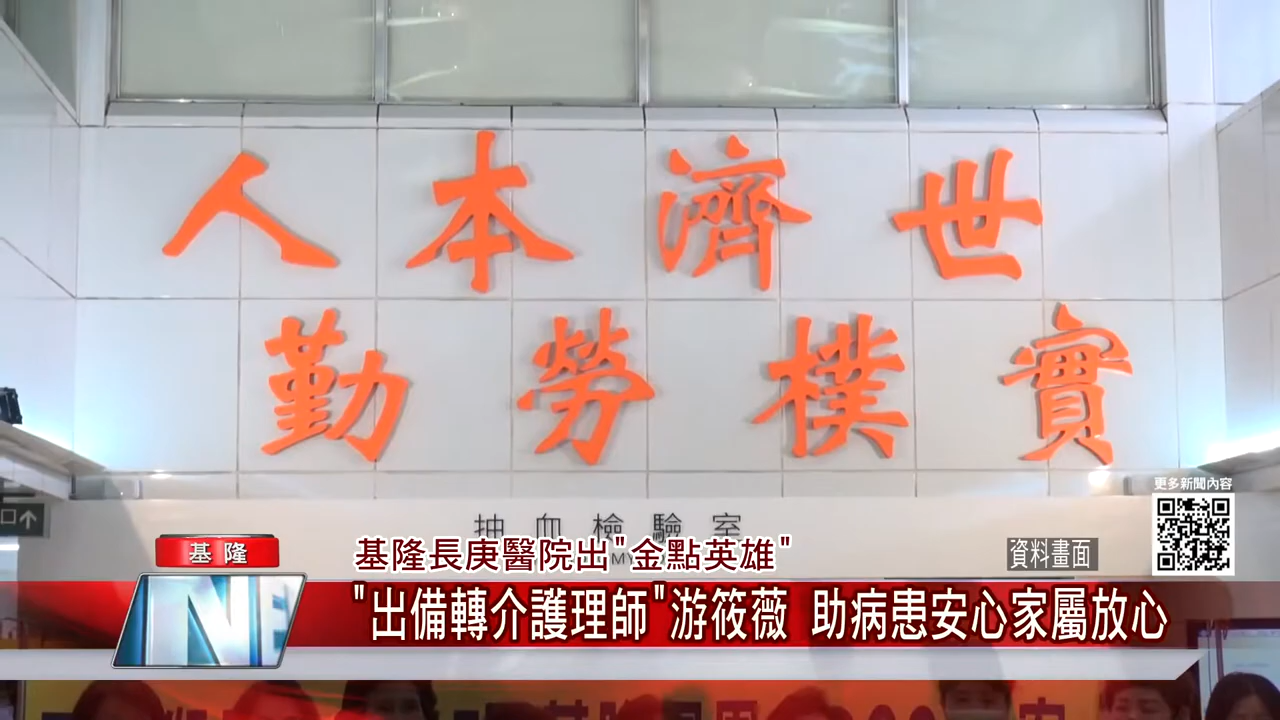 人本濟世
勤勞樸實
更多新聞內容
抽血檢驗室
基隆
基隆長庚醫院出"金點英雄"
資料畫面
"出備轉介護理師"游筱薇 助病患安心家屬放心
NE